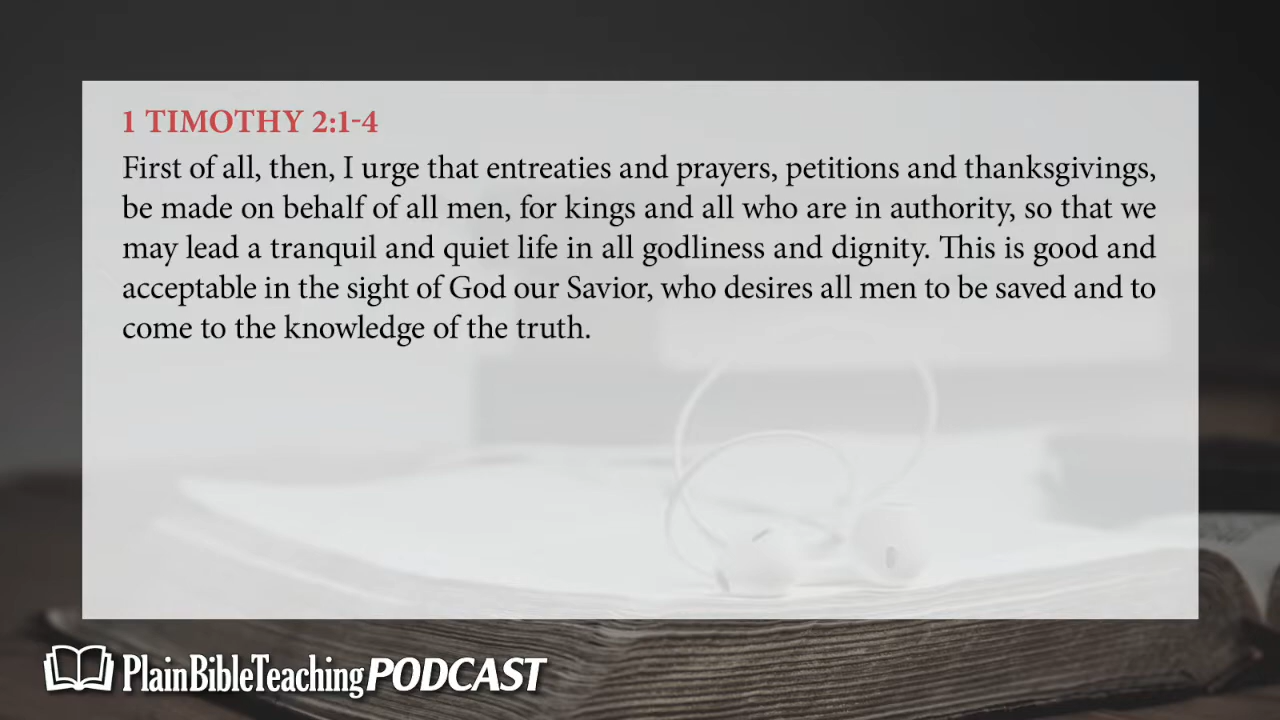 1 TIMOTHY 2:1-4
First of all, then, I urge that entreaties and prayers, petitions and thanksgivings,
be made on behalf of all men, for kings and all who are in authority, so that we
may lead a tranquil and quiet life in all godliness and dignity. This is good and
acceptable in the sight of God our Savior, who desires all men to be saved and to
come to the knowledge of the truth.
PlainBibleTeaching PODCAST